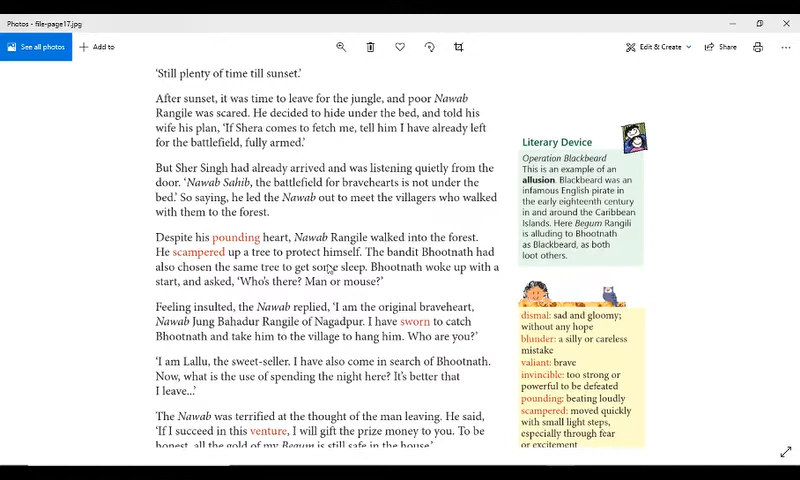 Photos - file-page17.jpg
See all photos
Add to
Edit & Create
Share
'Still plenty of time till sunset.'
After sunset, it was time to leave for the jungle, and poor Nawab
Rangile was scared. He decided to hide under the bed, and told his
wife his plan, 'If Shera comes to fetch me, tell him I have already left
for the battlefield, fully armed.'
But Sher Singh had already arrived and was listening quietly from the
door. 'Nawab Sahib, the battlefield for bravehearts is not under the
bed.' So saying, he led the Nawab out to meet the villagers who walked
with them to the forest.
Despite his pounding heart, Nawab Rangile walked into the forest.
He scampered up a tree to protect himself. The bandit Bhootnath had
also chosen the same tree to get some sleep. Bhootnath woke up with a
start, and asked, 'Who's there? Man or mouse?'
Feeling insulted, the Nawab replied, 'I am the original braveheart,
Nawab Jung Bahadur Rangile of Nagadpur. I have sworn to catch
Bhootnath and take him to the village to hang him. Who are you?'
'I am Lallu, the sweet-seller. I have also come in search of Bhootnath.
Now, what is the use of spending the night here? It's better that
I leave...'
The Nawab was terrified at the thought of the man leaving. He said,
'If I succeed in this venture, I will gift the prize money to you. To be
honest, all the gold of my Begum is still safe in the house.'
Literary Device
Operation Blackbeard
This is an example of an
allusion. Blackbeard was an
infamous English pirate in
the early eighteenth century
in and around the Caribbean
Islands. Here Begum Rangili
is alluding to Bhootnath
as Blackbeard, as both
loot others.
dismal: sad and gloomy;
without any hope
blunder: a silly or careless
mistake
valiant: brave
invincible: too strong or
powerful to be defeated
pounding: beating loudly
scampered: moved quickly
with small light steps,
especially through fear
or excitement